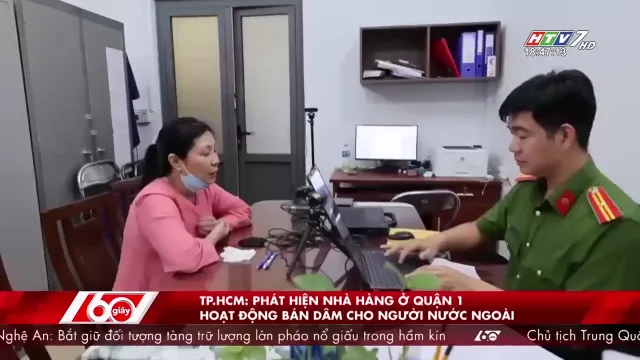 HTV7 HD
18:47:13
60 giây
TP.HCM: PHÁT HIỆN NHÀ HÀNG Ở QUẬN 1
HOẠT ĐỘNG BÁN DÂM CHO NGƯỜI NƯỚC NGOÀI
Nghệ An: Bắt giữ đối tượng tàng trữ lượng lớn pháo nổ giấu trong hầm kín 60 Chủ tịch Trung Quố